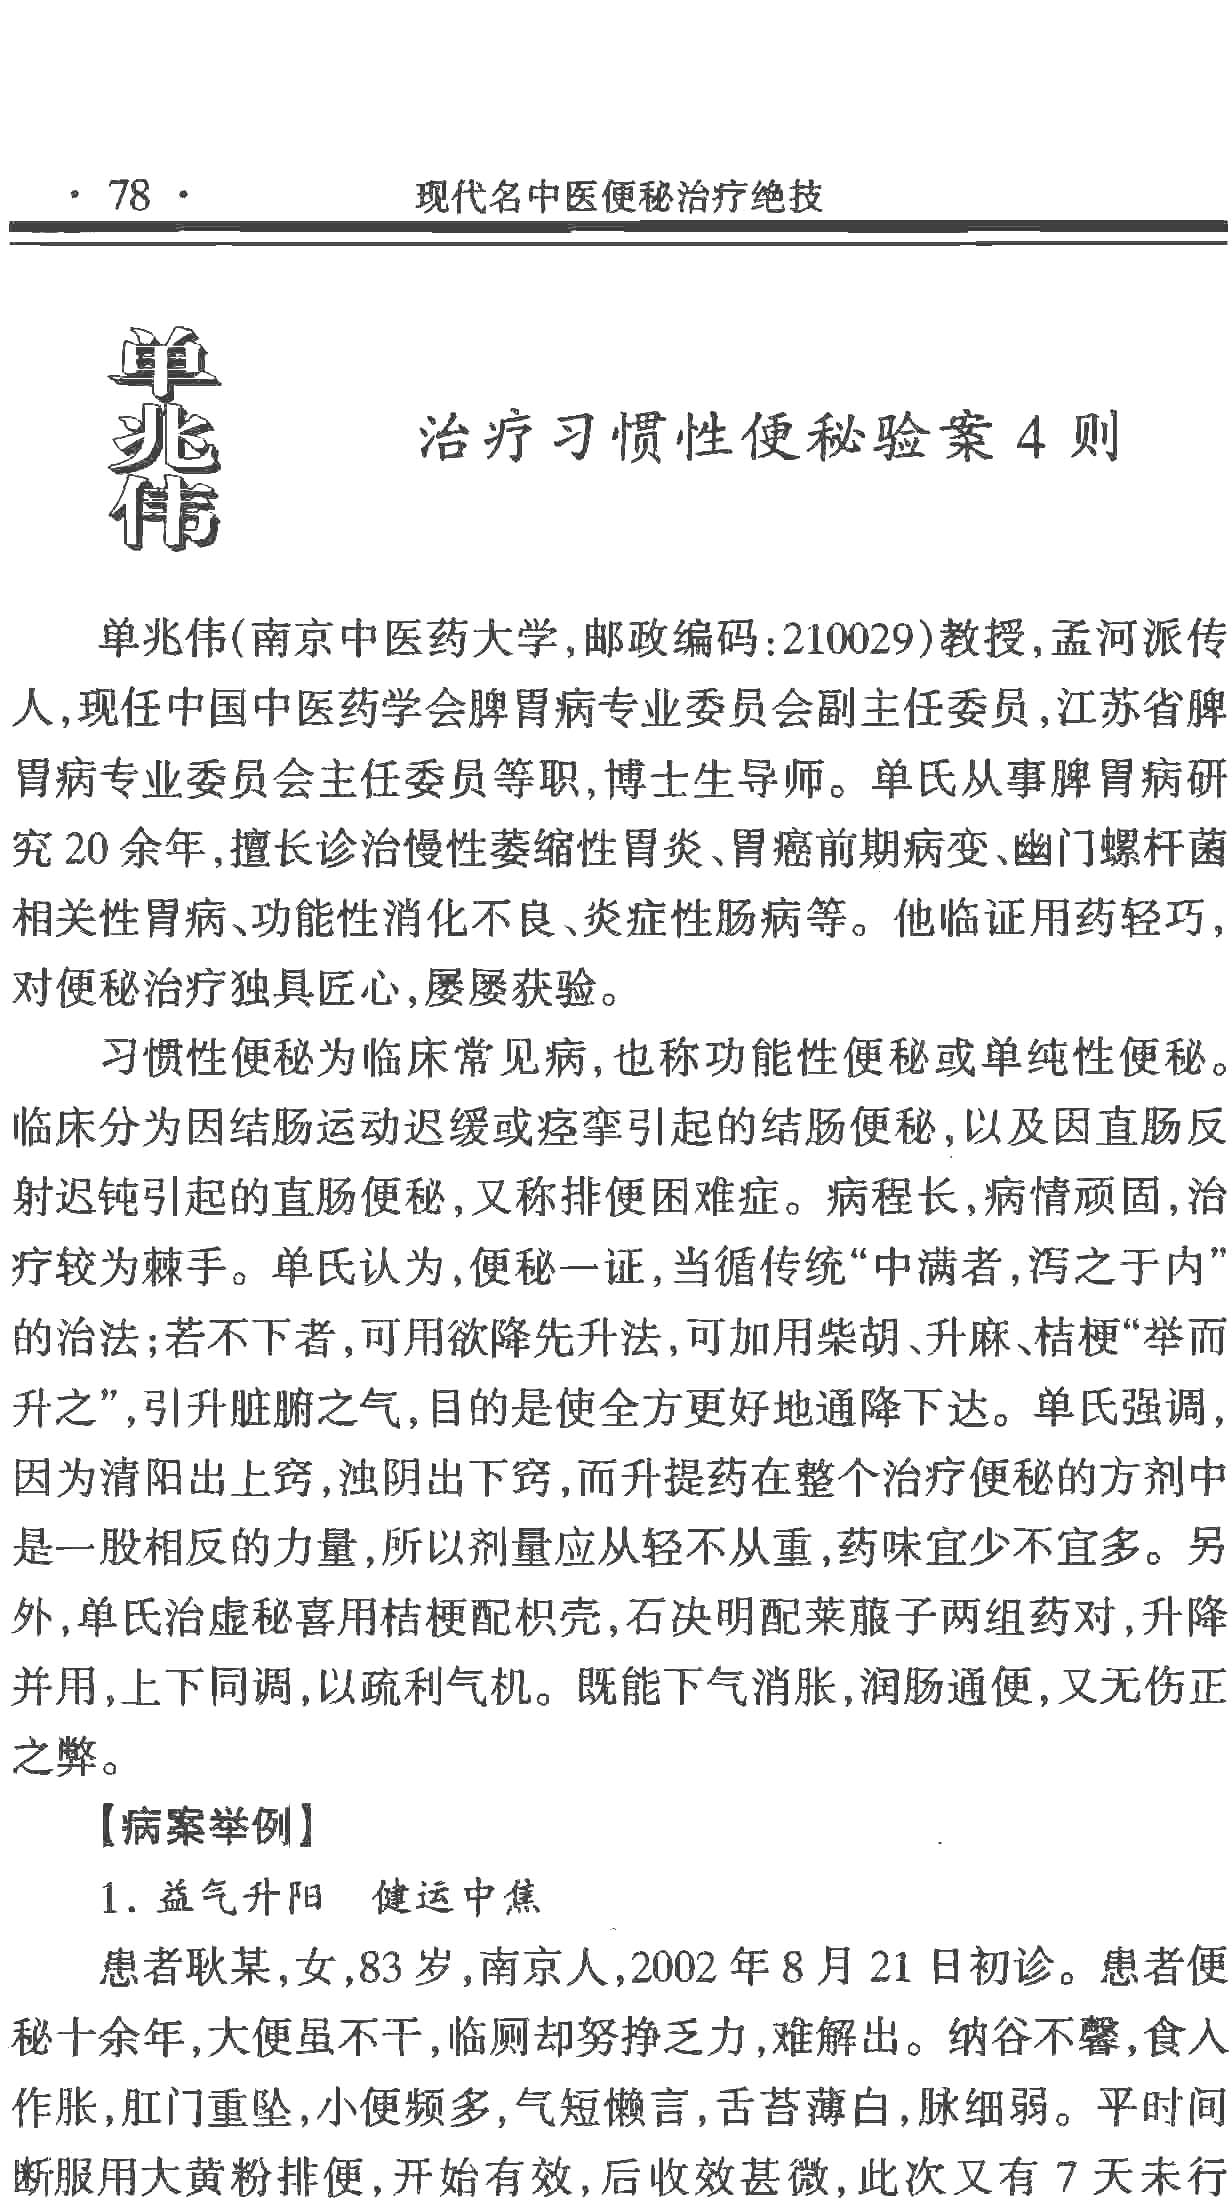 · 78 ·　现代名中医便秘治疗绝技
单兆伟
治疗习惯性便秘验案 4 则
单兆伟(南京中医药大学,邮政编码:210029)教授,孟河派传
人,现任中国中医药学会脾胃病专业委员会副主任委员,江苏省脾
胃病专业委员会主任委员等职,博士生导师。单氏从事脾胃病研
究 20 余年,擅长诊治慢性萎缩性胃炎、胃癌前期病变、幽门螺杆菌
相关性胃病、功能性消化不良、炎症性肠病等。他临证用药轻巧,
对便秘治疗独具匠心,屡屡获验。
习惯性便秘为临床常见病,也称功能性便秘或单纯性便秘。
临床分为因结肠运动迟缓或痉挛引起的结肠便秘,以及因直肠反
射迟钝引起的直肠便秘,又称排便困难症。病程长,病情顽固,治
疗较为棘手。单氏认为,便秘一证,当循传统“中满者,泻之于内”
的治法;若不下者,可用欲降先升法,可加用柴胡、升麻、桔梗“举而
升之”,引升脏腑之气,目的是使全方更好地通降下达。单氏强调,
因为清阳出上窍,浊阴出下窍,而升提药在整个治疗便秘的方剂中
是一股相反的力量,所以剂量应从轻不从重,药味宜少不宜多。另
外,单氏治虚秘喜用桔梗配枳壳,石决明配莱菔子两组药对,升降
并用,上下同调,以疏利气机。既能下气消胀,润肠通便,又无伤正
之弊。
【病案举例】
1. 益气升阳　健运中焦
患者耿某,女,83 岁,南京人,2002 年 8 月 21 日初诊。患者便
秘十余年,大便虽不干,临厕却努挣乏力,难解出。纳谷不馨,食入
作胀,肛门重坠,小便频多,气短懒言,舌苔薄白,脉细弱。平时间
断服用大黄粉排便,开始有效,后收效甚微,此次又有 7 天未行